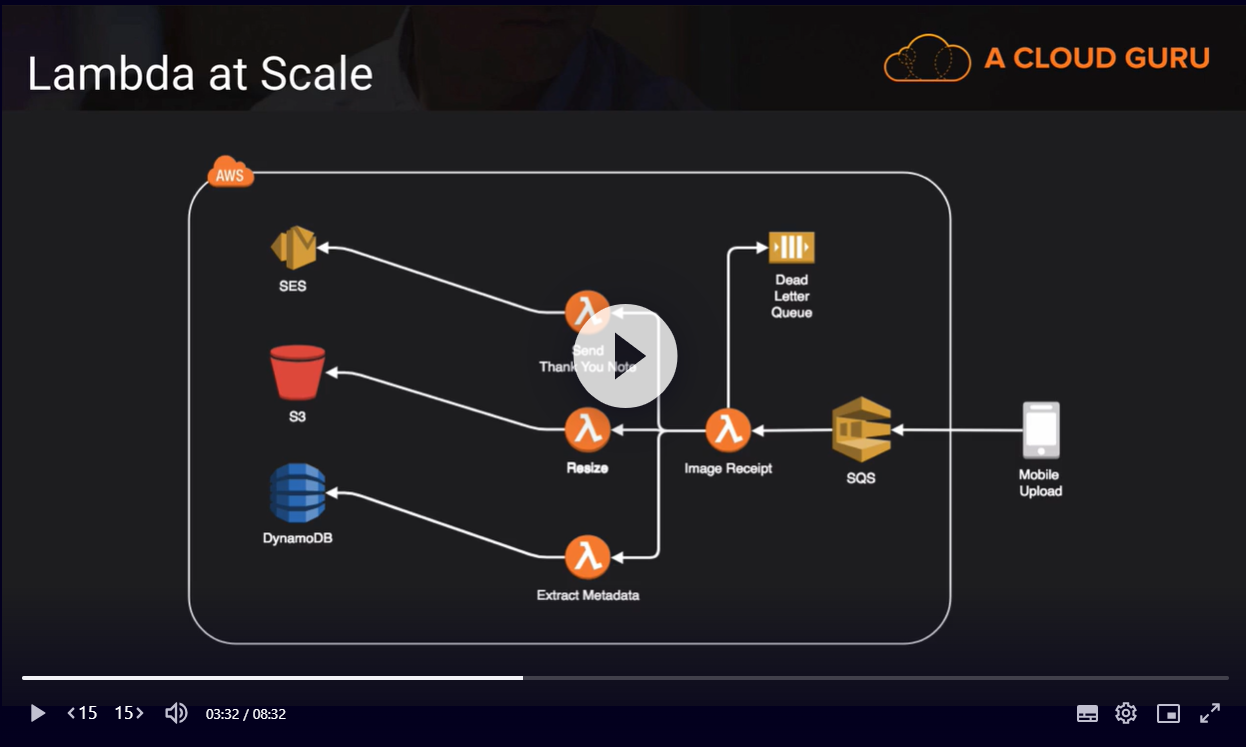 Lambda at Scale
A CLOUD GURU
AWS
SES
Dead
Letter
Queue
Send
Thank You Note
S3
Resize
Image Receipt
SQS
Mobile
Upload
DynamoDB
Extract Metadata
<15
15>
03:32 / 08:32